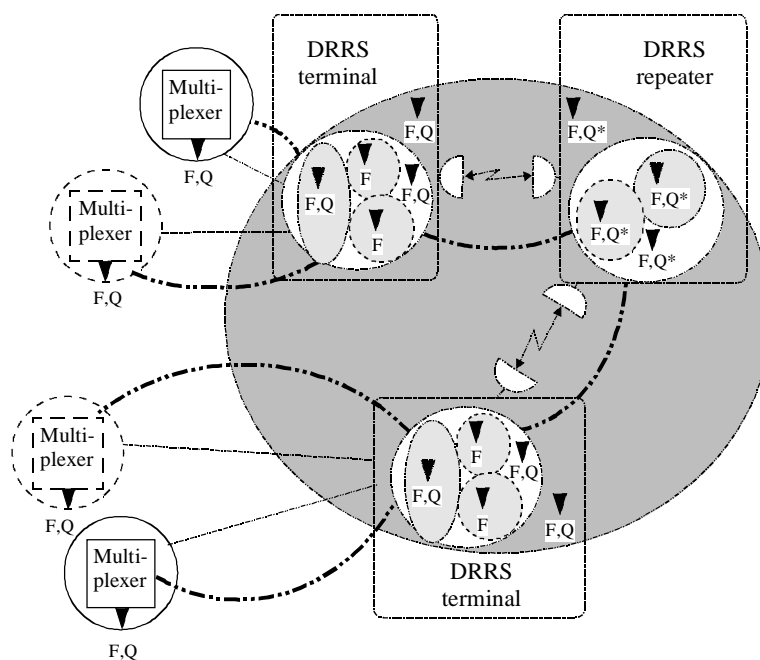 DRRS
terminal
DRRS
repeater
Multi-
plexer
F,Q
F,Q
F,Q*
F
F,Q
F,Q
F
F,Q*
F,Q*
F,Q*
Multi-
plexer
F,Q
Multi-
plexer
F,Q
F
F,Q
F,Q
F
F,Q
Multi-
plexer
F,Q
DRRS
terminal